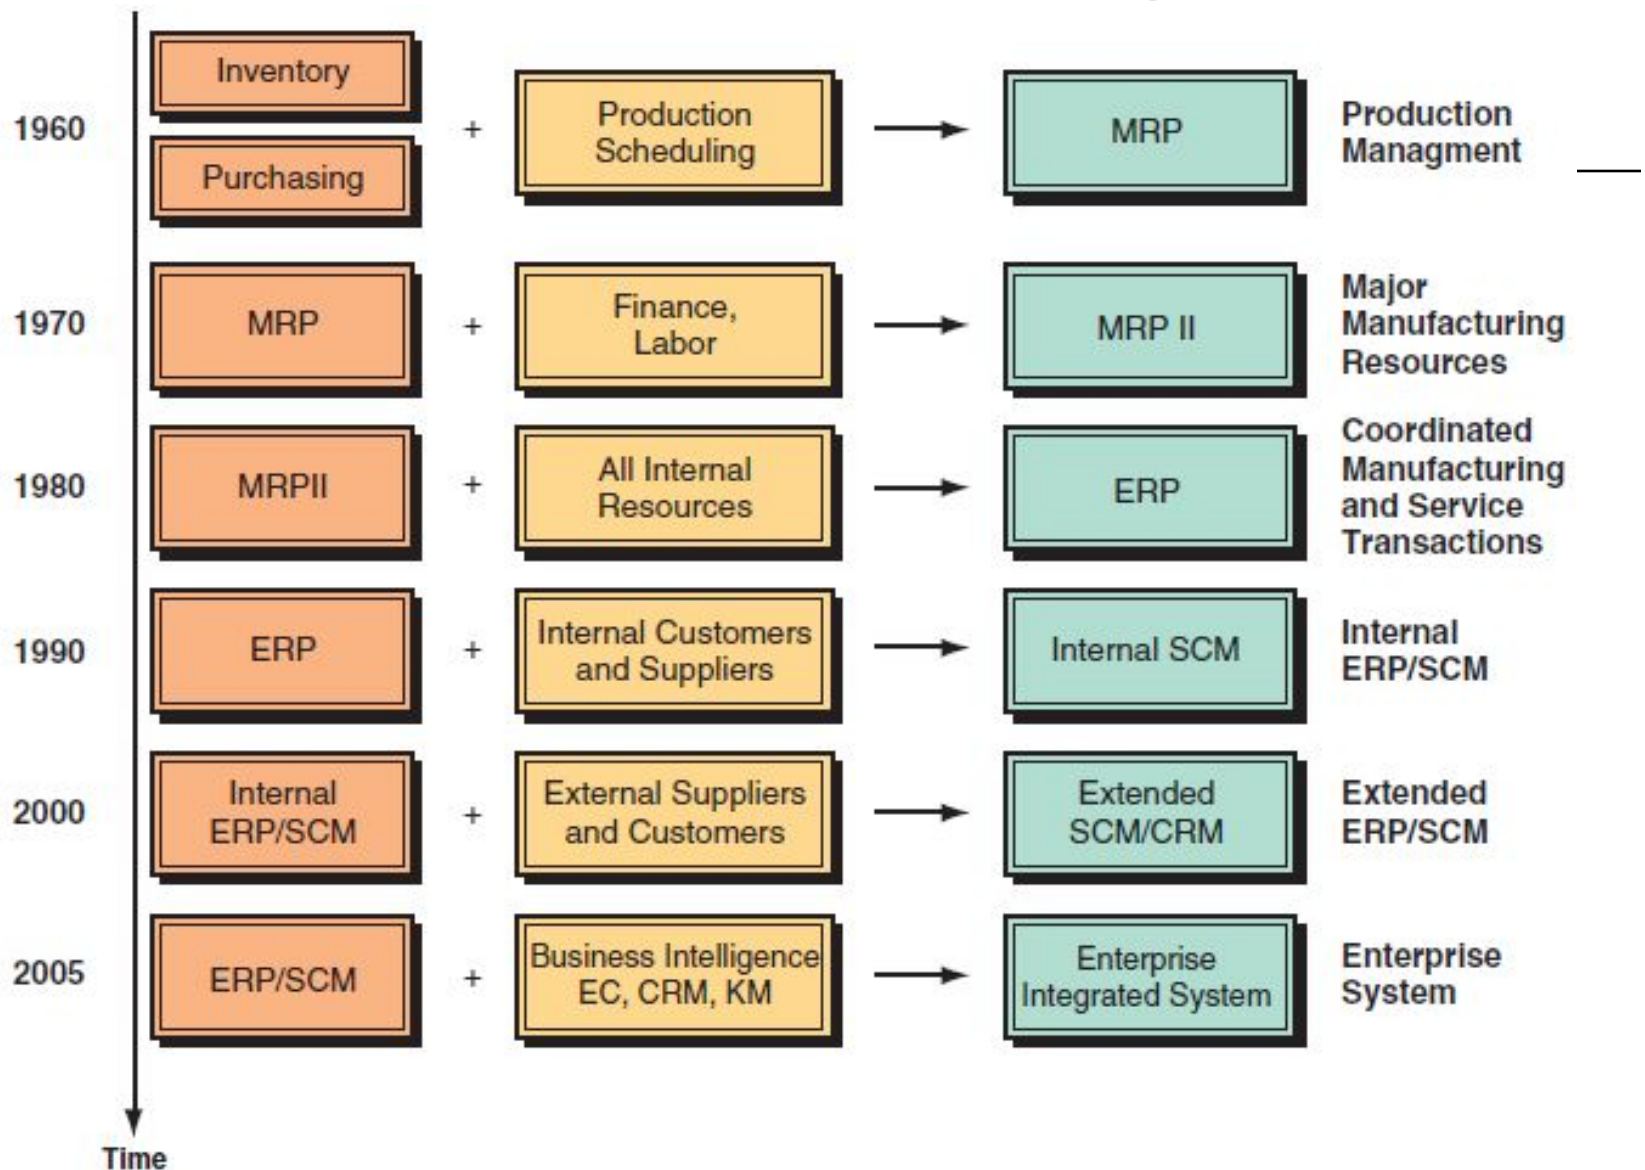 Inventory
1960
Purchasing
+
Production
Scheduling
MRP
Production
Managment
1970
MRP
+
Finance,
Labor
MRP II
Major
Manufacturing
Resources
1980
MRPII
+
All Internal
Resources
ERP
Coordinated
Manufacturing
and Service
Transactions
1990
ERP
+
Internal Customers
and Suppliers
Internal SCM
Internal
ERP/SCM
2000
Internal
ERP/SCM
+
External Suppliers
and Customers
Extended
SCM/CRM
Extended
ERP/SCM
2005
ERP/SCM
+
Business Intelligence
EC, CRM, KM
Enterprise
Integrated System
Enterprise
System
Time